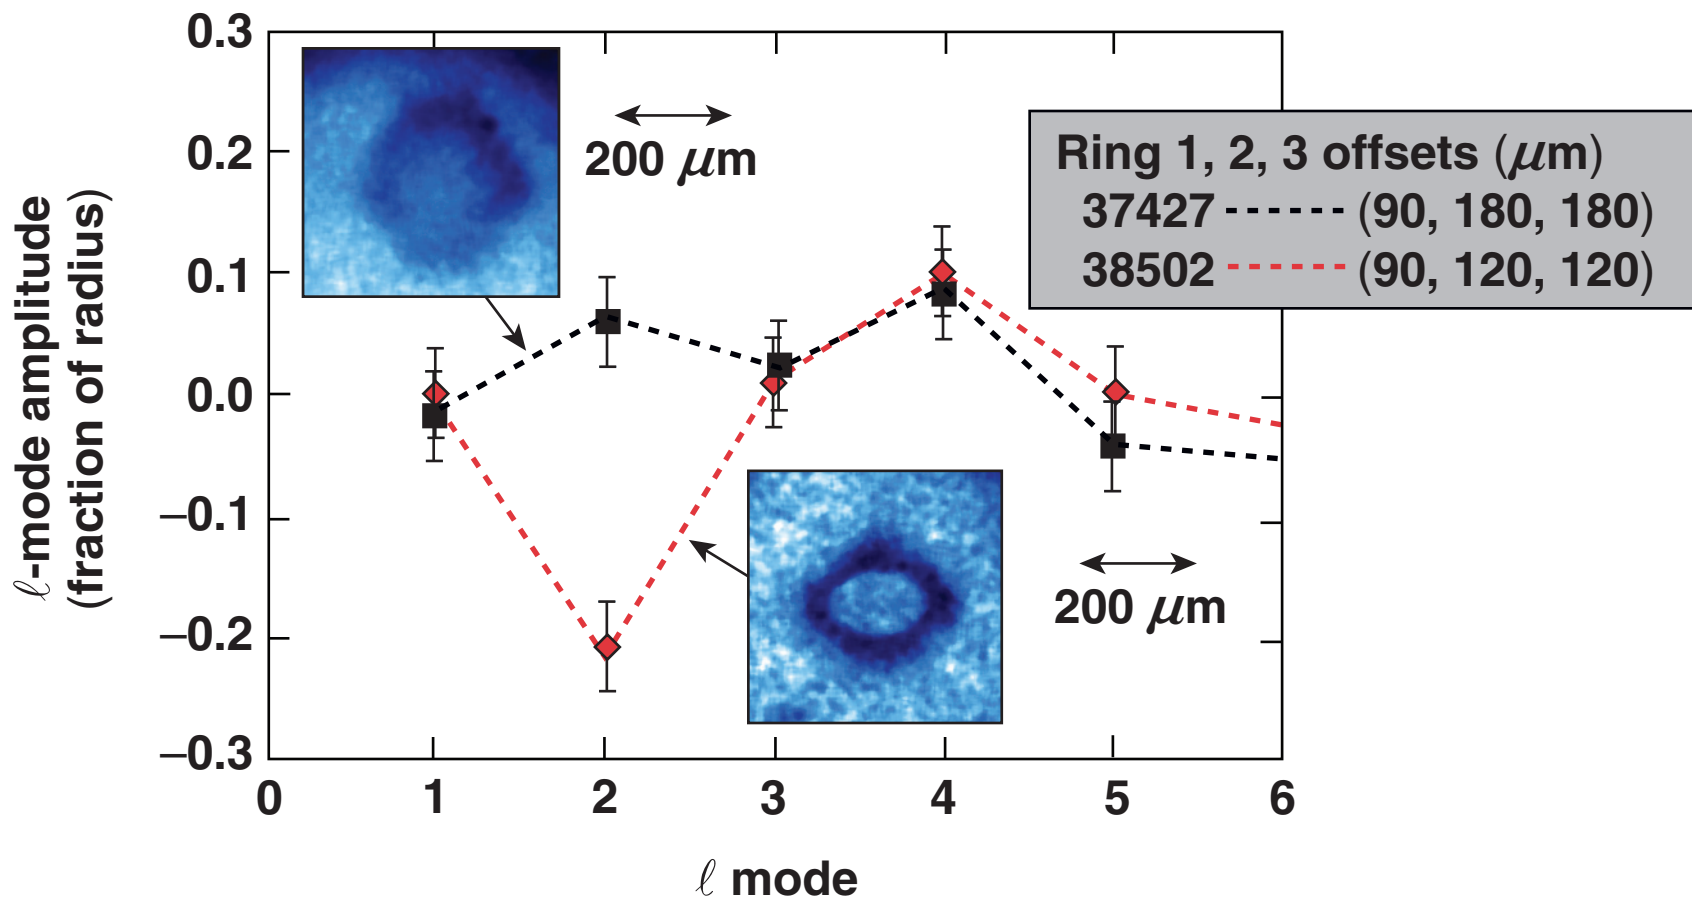 0.3
0.2
0.1
0.0
–0.1
–0.2
–0.3
ℓ-mode amplitude
(fraction of radius)
200 μm
Ring 1, 2, 3 offsets (μm)
37427 (90, 180, 180)
38502 (90, 120, 120)
200 μm
0 1 2 3 4 5 6
ℓ mode